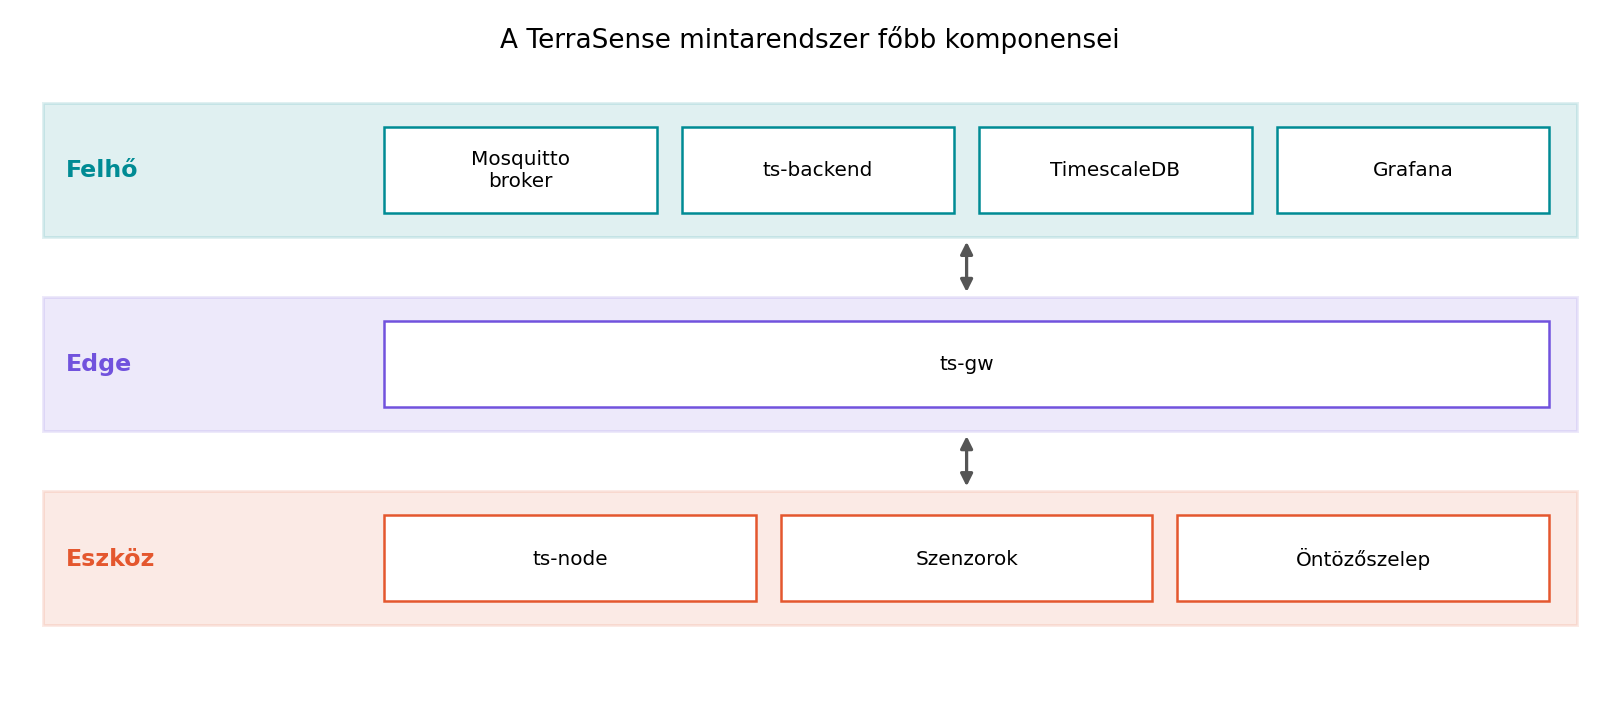 A TerraSense mintarendszer főbb komponensei
Felhő
Mosquitto
broker
ts-backend
TimescaleDB
Grafana
Edge
ts-gw
Eszköz
ts-node
Szenzorok
Öntözőszelep